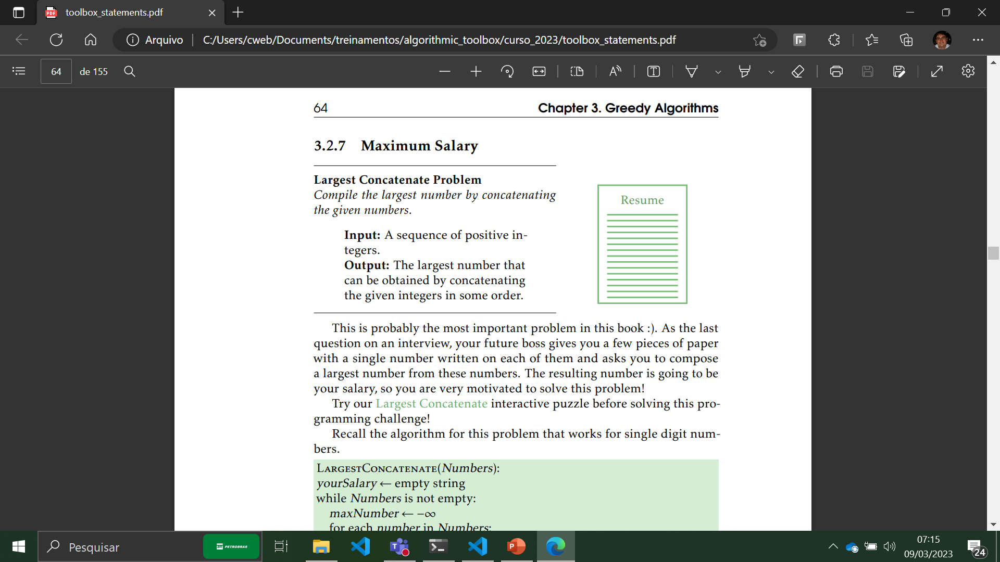 toolbox_statements.pdf
Arquivo
C:/Users/cweb/Documents/treinamentos/algorithmic_toolbox/curso_2023/toolbox_statements.pdf
64
de 155
64
Chapter 3. Greedy Algorithms
3.2.7 Maximum Salary
Largest Concatenate Problem
Compile the largest number by concatenating
the given numbers.
Resume
Input: A sequence of positive in-
tegers.
Output: The largest number that
can be obtained by concatenating
the given integers in some order.
This is probably the most important problem in this book :). As the last
question on an interview, your future boss gives you a few pieces of paper
with a single number written on each of them and asks you to compose
a largest number from these numbers. The resulting number is going to be
your salary, so you are very motivated to solve this problem!
Try our Largest Concatenate interactive puzzle before solving this pro-
gramming challenge!
Recall the algorithm for this problem that works for single digit num-
bers.
LargestConcatenate(Numbers):
yourSalary ← empty string
while Numbers is not empty:
maxNumber ← −∞
for each number in Numbers:
Pesquisar
BR PETROBRAS
07:15
09/03/2023
24